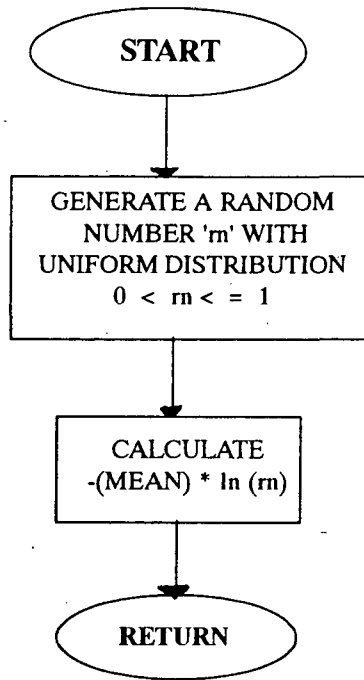 START
GENERATE A RANDOM
NUMBER 'rn' WITH
UNIFORM DISTRIBUTION
0 < rn < = 1
CALCULATE
-(MEAN) * ln (rn)
RETURN